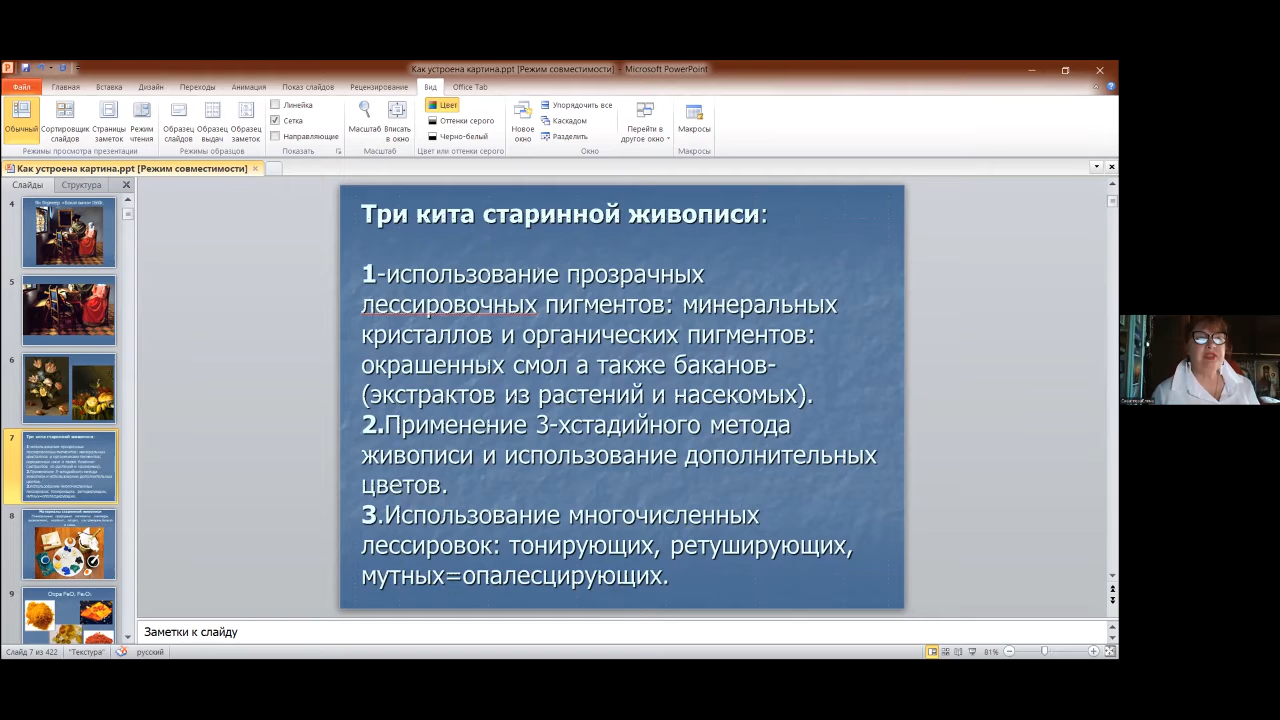 Как устроена картина.ppt [Режим совместимости] - Microsoft PowerPoint
Файл Главная Вставка Дизайн Переходы Анимация Показ слайдов Рецензирование Вид Office Tab
Обычный
Сортировщик слайдов
Страницы заметок
Режим чтения
Режимы просмотра презентации
Образец слайдов
Образец выдач
Образец заметок
Режимы образцов
Линейка
Сетка
Направляющие
Показать
Масштаб
Вписать в окно
Масштаб
Цвет
Оттенки серого
Черно-белый
Цвет или оттенки серого
Новое окно
Упорядочить все
Каскадом
Разделить
Перейти в другое окно
Окно
Макросы
Макросы
Как устроена картина.ppt [Режим совместимости]
Слайды Структура
4
5
6
7
8
9
Три кита старинной живописи:
1-использование прозрачных
лессировочных пигментов: минеральных
кристаллов и органических пигментов:
окрашенных смол а также баканов-
(экстрактов из растений и насекомых).
2.Применение 3-хстадийного метода
живописи и использование дополнительных
цветов.
3.Использование многочисленных
лессировок: тонирующих, ретуширующих,
мутных=опалесцирующих.
Заметки к слайду
Слайд 7 из 422 "Текстура" русский 81%